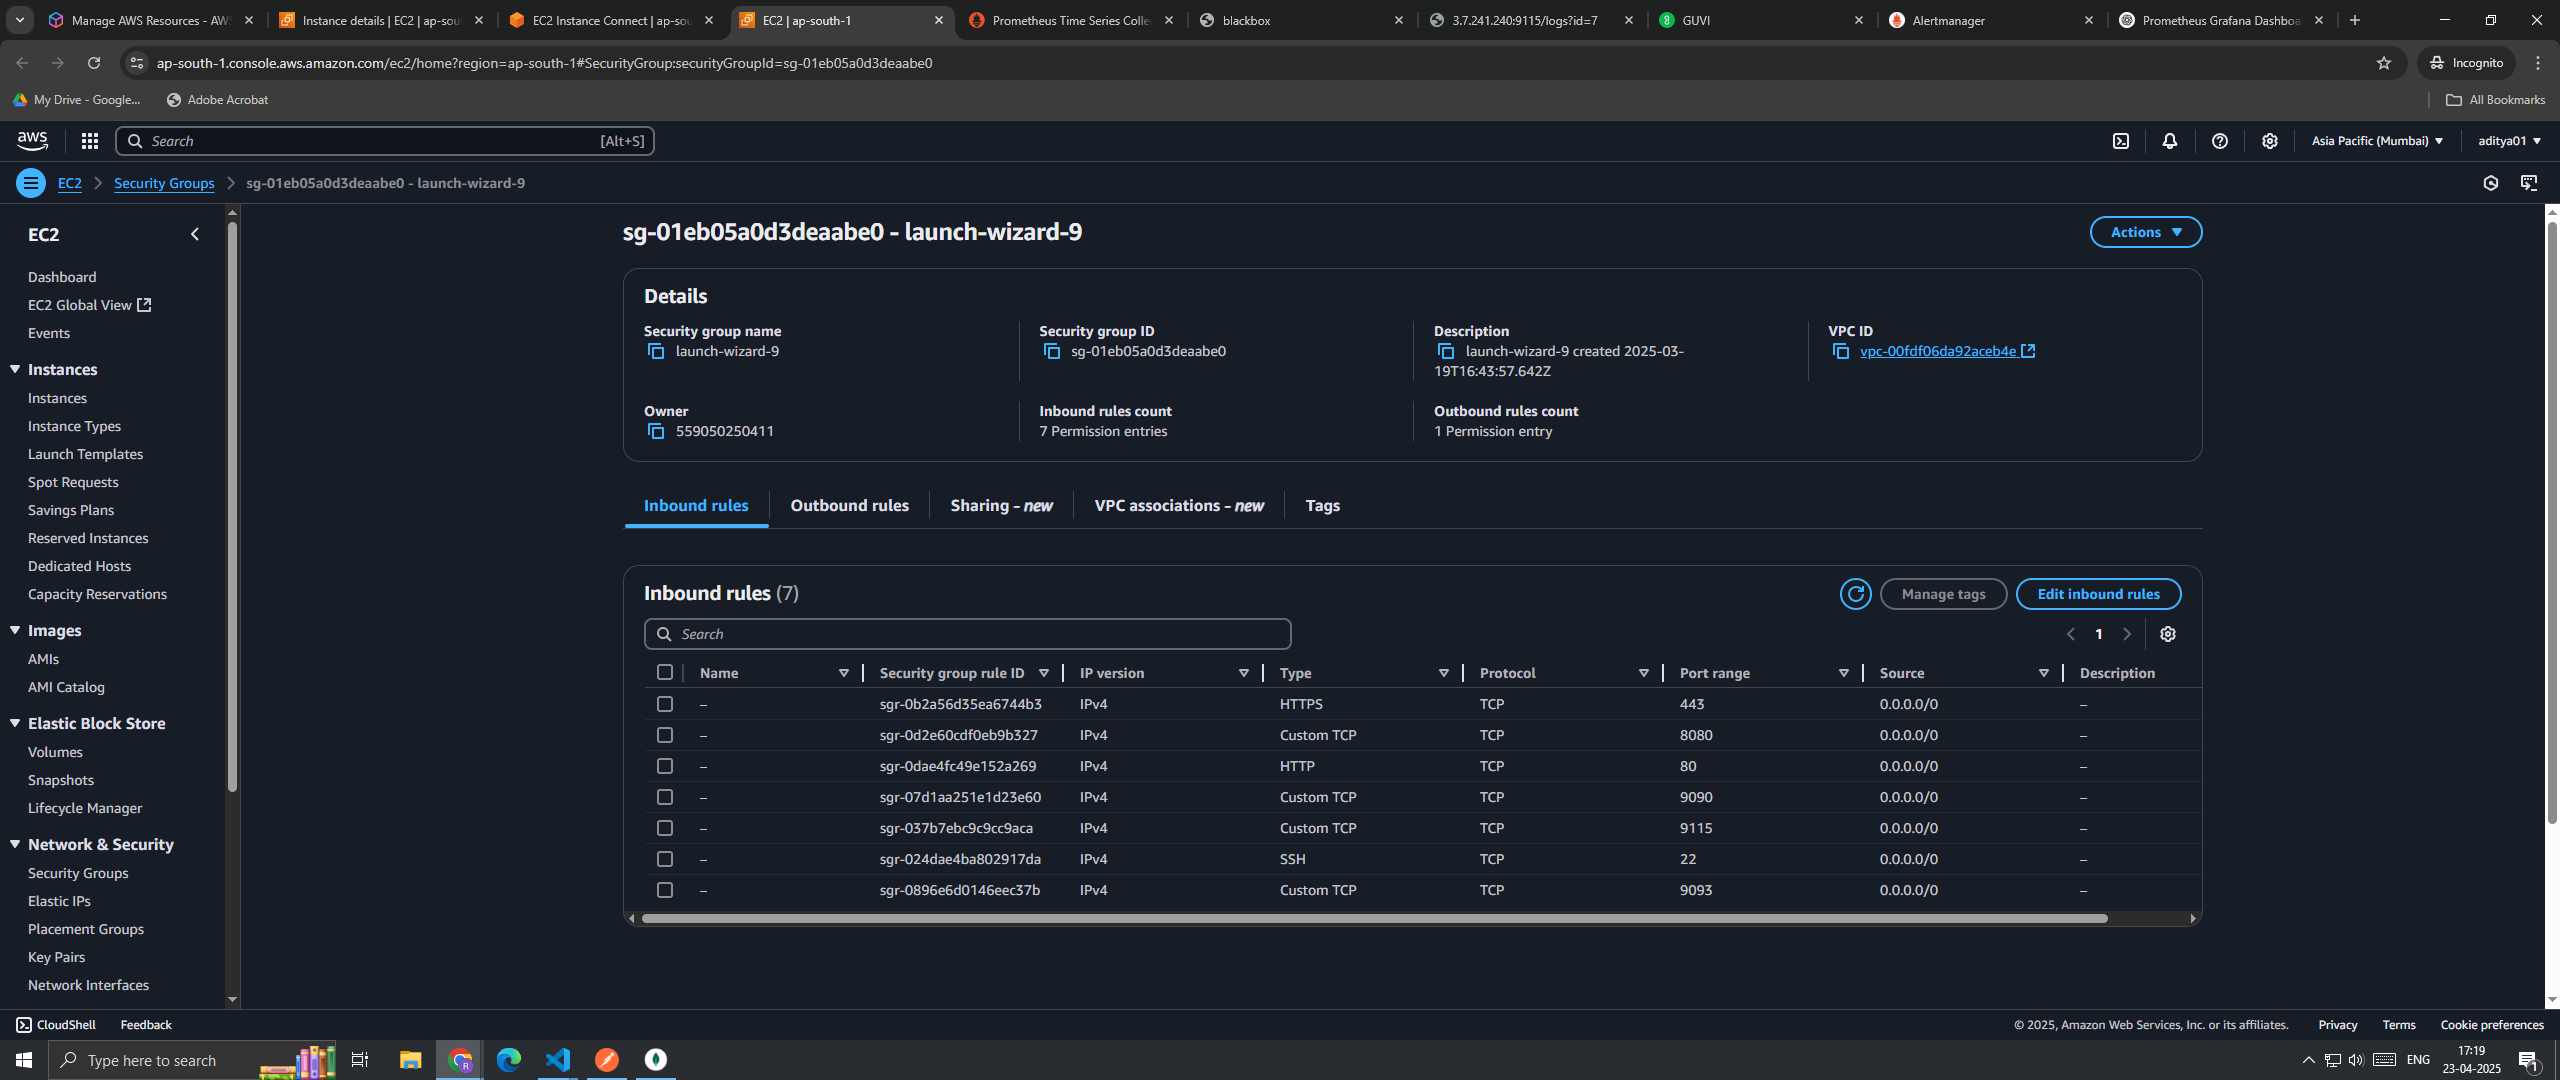 Manage AWS Resources - AWS
Instance details | EC2 | ap-sou
EC2 Instance Connect | ap-sou
EC2 | ap-south-1
Prometheus Time Series Colle
blackbox
3.7.241.240:9115/logs?id=7
GUVI
Alertmanager
Prometheus Grafana Dashboa
ap-south-1.console.aws.amazon.com/ec2/home?region=ap-south-1#SecurityGroup:securityGroupId=sg-01eb05a0d3deaabe0
Incognito
My Drive - Google...
Adobe Acrobat
All Bookmarks
aws
Search
[Alt+S]
Asia Pacific (Mumbai)
aditya01
EC2
Security Groups
sg-01eb05a0d3deaabe0 - launch-wizard-9
EC2
Dashboard
EC2 Global View
Events
Instances
Instances
Instance Types
Launch Templates
Spot Requests
Savings Plans
Reserved Instances
Dedicated Hosts
Capacity Reservations
Images
AMIs
AMI Catalog
Elastic Block Store
Volumes
Snapshots
Lifecycle Manager
Network & Security
Security Groups
Elastic IPs
Placement Groups
Key Pairs
Network Interfaces
sg-01eb05a0d3deaabe0 - launch-wizard-9
Actions
Details
Security group name
launch-wizard-9
Security group ID
sg-01eb05a0d3deaabe0
Description
launch-wizard-9 created 2025-03-
19T16:43:57.642Z
VPC ID
vpc-00fdf06da92aceb4e
Owner
559050250411
Inbound rules count
7 Permission entries
Outbound rules count
1 Permission entry
Inbound rules
Outbound rules
Sharing - new
VPC associations - new
Tags
Inbound rules (7)
Manage tags
Edit inbound rules
Search
1
Name Security group rule ID IP version Type Protocol Port range Source Description
– sgr-0b2a56d35ea6744b3 IPv4 HTTPS TCP 443 0.0.0.0/0 –
– sgr-0d2e60cdf0eb9b327 IPv4 Custom TCP TCP 8080 0.0.0.0/0 –
– sgr-0dae4fc49e152a269 IPv4 HTTP TCP 80 0.0.0.0/0 –
– sgr-07d1aa251e1d23e60 IPv4 Custom TCP TCP 9090 0.0.0.0/0 –
– sgr-037b7ebc9c9cc9aca IPv4 Custom TCP TCP 9115 0.0.0.0/0 –
– sgr-024dae4ba802917da IPv4 SSH TCP 22 0.0.0.0/0 –
– sgr-0896e6d0146eec37b IPv4 Custom TCP TCP 9093 0.0.0.0/0 –
CloudShell
Feedback
© 2025, Amazon Web Services, Inc. or its affiliates.
Privacy
Terms
Cookie preferences
Type here to search
R
ENG
17:19
23-04-2025
1